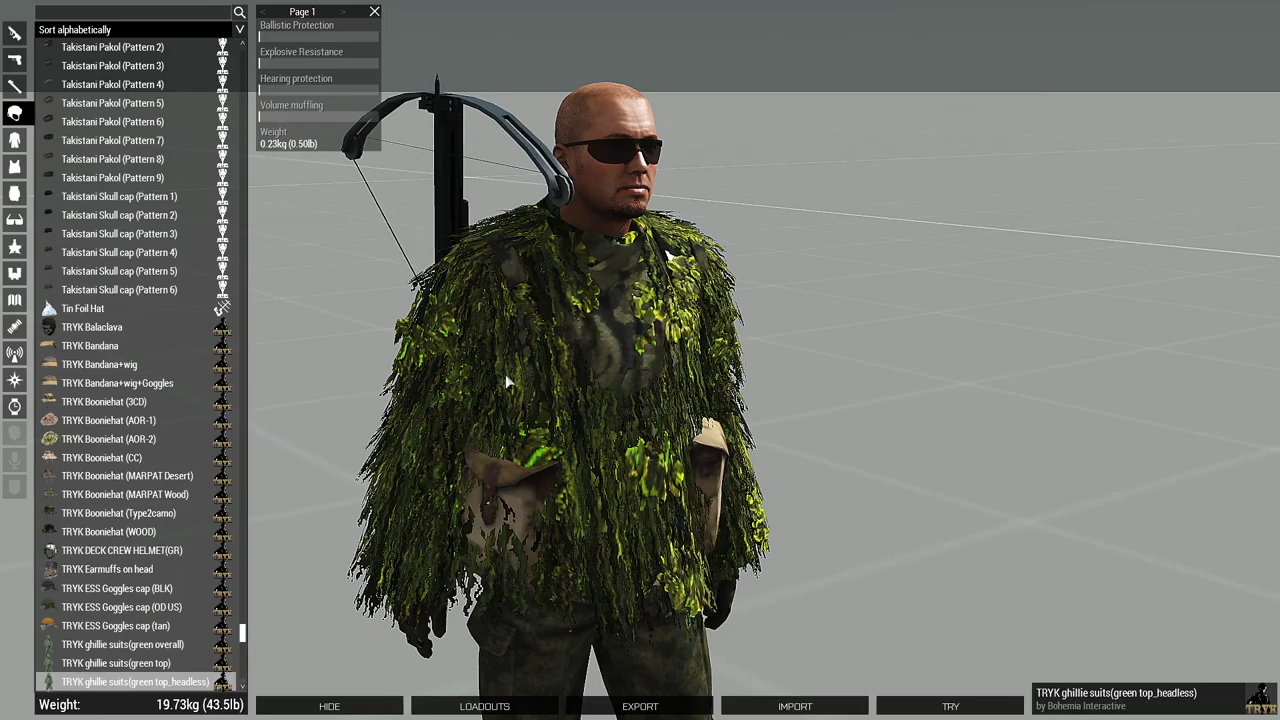 Sort alphabetically
Takistani Pakol (Pattern 2)
Takistani Pakol (Pattern 3)
Takistani Pakol (Pattern 4)
Takistani Pakol (Pattern 5)
Takistani Pakol (Pattern 6)
Takistani Pakol (Pattern 7)
Takistani Pakol (Pattern 8)
Takistani Pakol (Pattern 9)
Takistani Skull cap (Pattern 1)
Takistani Skull cap (Pattern 2)
Takistani Skull cap (Pattern 3)
Takistani Skull cap (Pattern 4)
Takistani Skull cap (Pattern 5)
Takistani Skull cap (Pattern 6)
Tin Foil Hat
TRYK Balaclava
TRYK Bandana
TRYK Bandana+wig
TRYK Bandana+wig+Goggles
TRYK Booniehat (3CD)
TRYK Booniehat (AOR-1)
TRYK Booniehat (AOR-2)
TRYK Booniehat (CC)
TRYK Booniehat (MARPAT Desert)
TRYK Booniehat (MARPAT Wood)
TRYK Booniehat (Type2camo)
TRYK Booniehat (WOOD)
TRYK DECK CREW HELMET(GR)
TRYK Earmuffs on head
TRYK ESS Goggles cap (BLK)
TRYK ESS Goggles cap (OD US)
TRYK ESS Goggles cap (tan)
TRYK ghillie suits(green overall)
TRYK ghillie suits(green top)
TRYK ghillie suits(green top_headless)
Weight: 19.73kg (43.5lb)
< Page 1 >
Ballistic Protection
Explosive Resistance
Hearing protection
Volume muffling
Weight
0.23kg (0.50lb)
HIDE
LOADOUTS
EXPORT
IMPORT
TRY
TRYK ghillie suits(green top_headless)
by Bohemia Interactive
TRYK